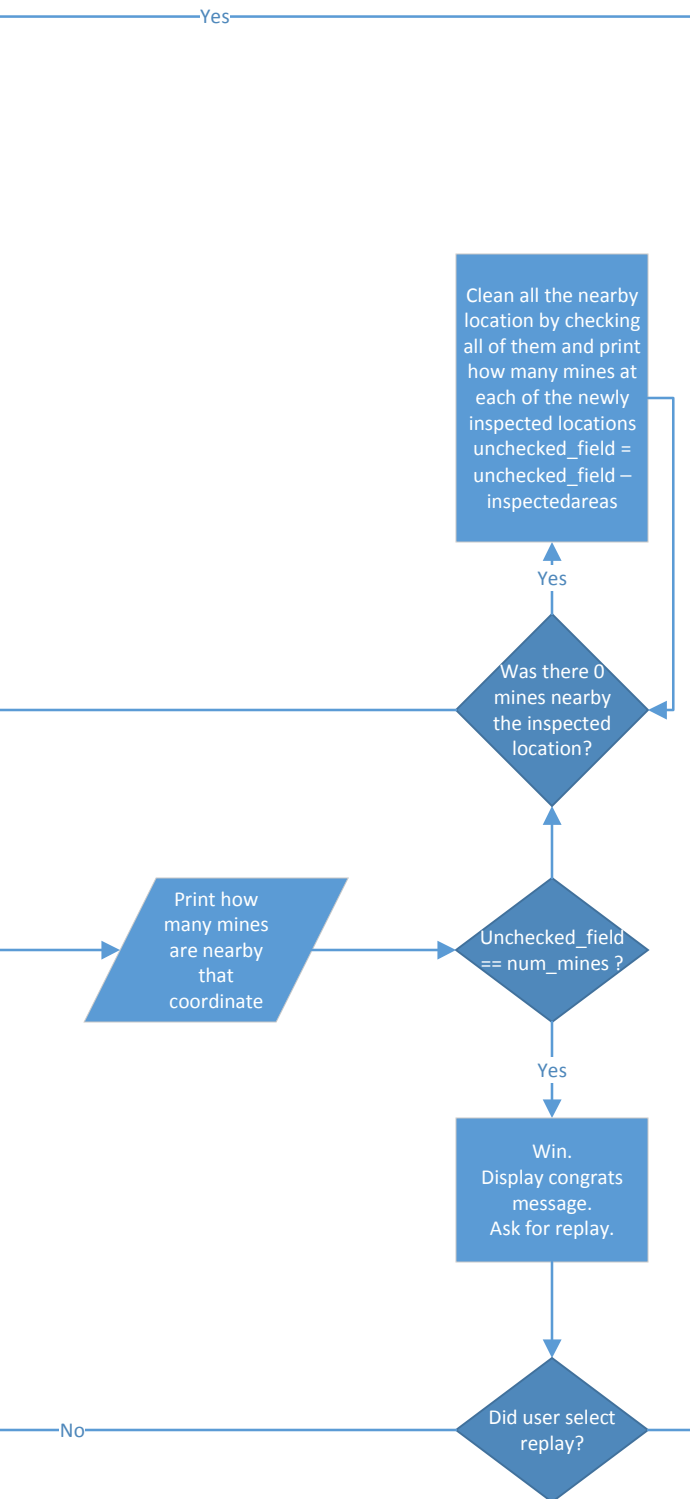 Yes
Clean all the nearby
location by checking
all of them and print
how many mines at
each of the newly
inspected locations
unchecked_field =
unchecked_field –
inspectedareas
Yes
Was there 0
mines nearby
the inspected
location?
Print how
many mines
are nearby
that
coordinate
Unchecked_field
== num_mines ?
Yes
Win.
Display congrats
message.
Ask for replay.
Did user select
replay?
No